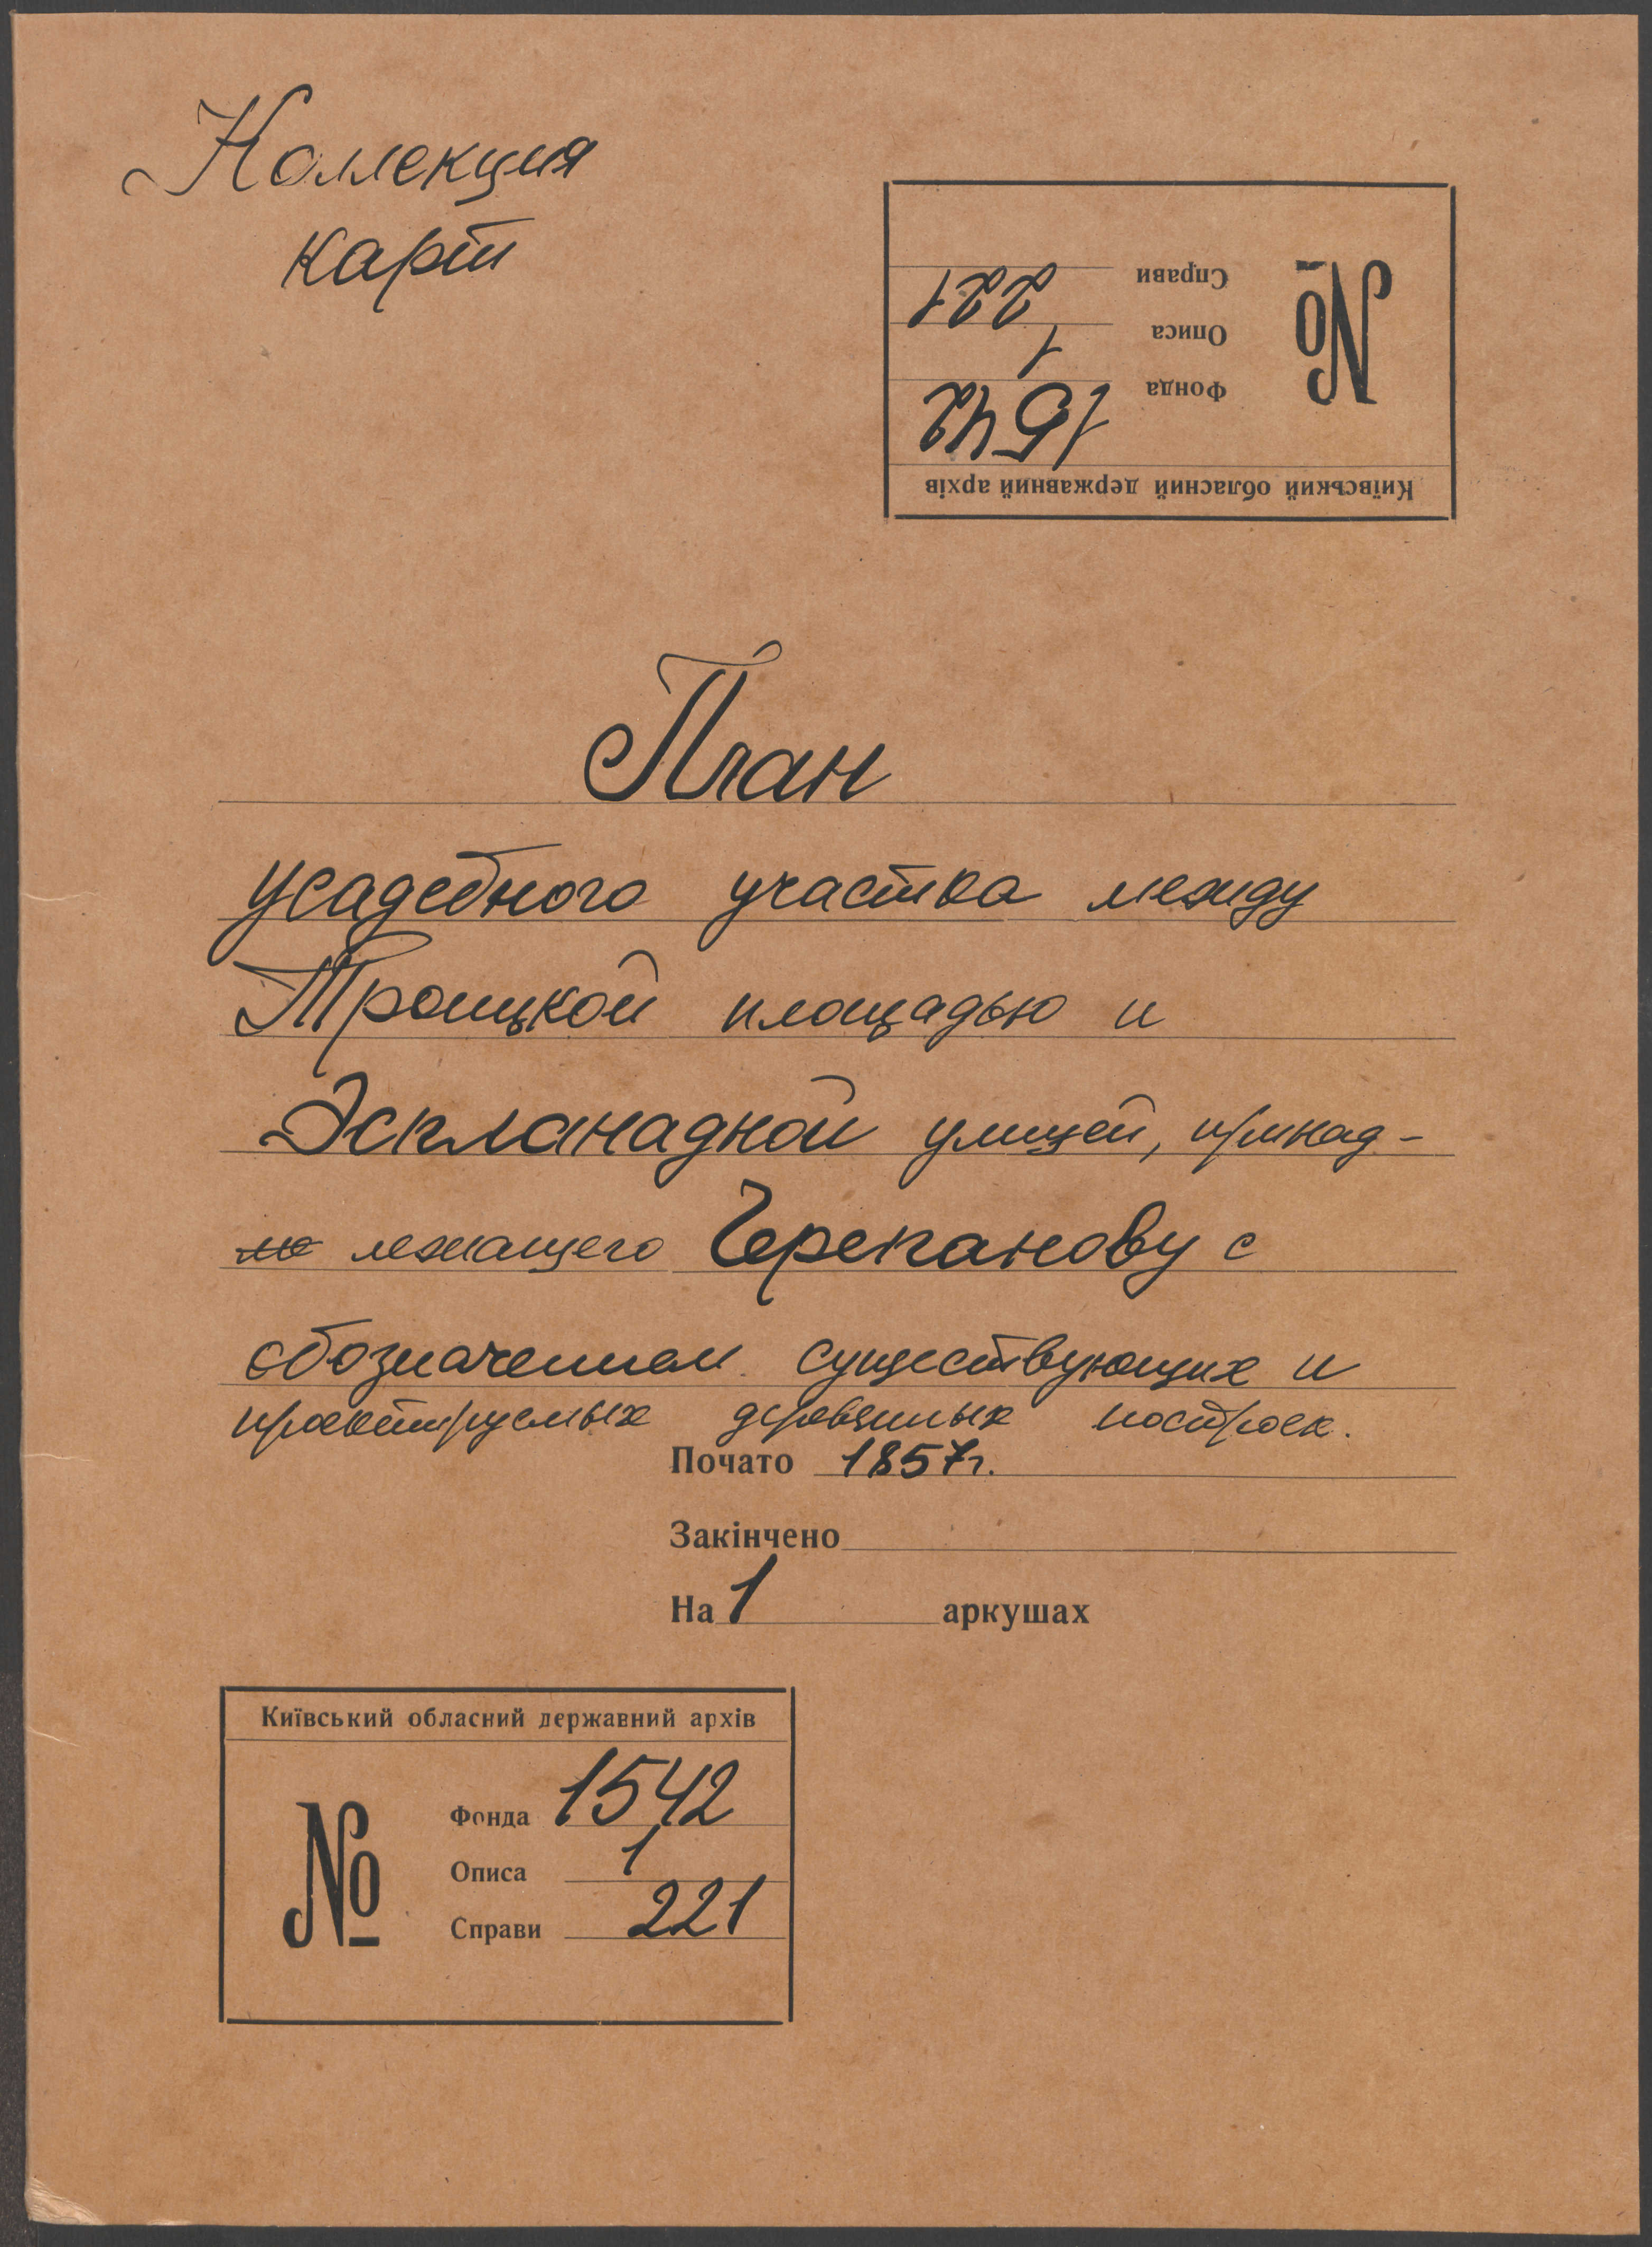 Коллекция
карт
Київський обласний державний архів
№
Фонда 1542
Описа 1
Справи 221
План
усадебного участка между
Троицкой площадью и
Эспланадной улицей, принад-
лежащего Черепанову с
обозначением существующих и
проектируемых деревянных построек.
Почато 1857г.
Закінчено
На 1 аркушах
Київський обласний державний архів
№
Фонда 1542
Описа 1
Справи 221